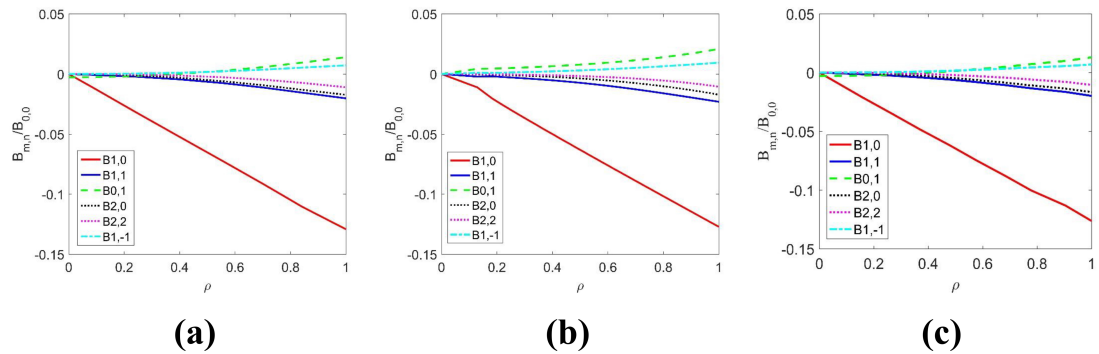 0.05
0
-0.05
-0.1
-0.15
B_{m,n}/B_{0,0}
B1,0
B1,1
B0,1
B2,0
B2,2
B1,-1
0 0.2 0.4 0.6 0.8 1
ρ
(a)
0.05
0
-0.05
-0.1
-0.15
B_{m,n}/B_{0,0}
B1,0
B1,1
B0,1
B2,0
B2,2
B1,-1
0 0.2 0.4 0.6 0.8 1
ρ
(b)
0.05
0
-0.05
-0.1
-0.15
B_{m,n}/B_{0,0}
B1,0
B1,1
B0,1
B2,0
B2,2
B1,-1
0 0.2 0.4 0.6 0.8 1
ρ
(c)